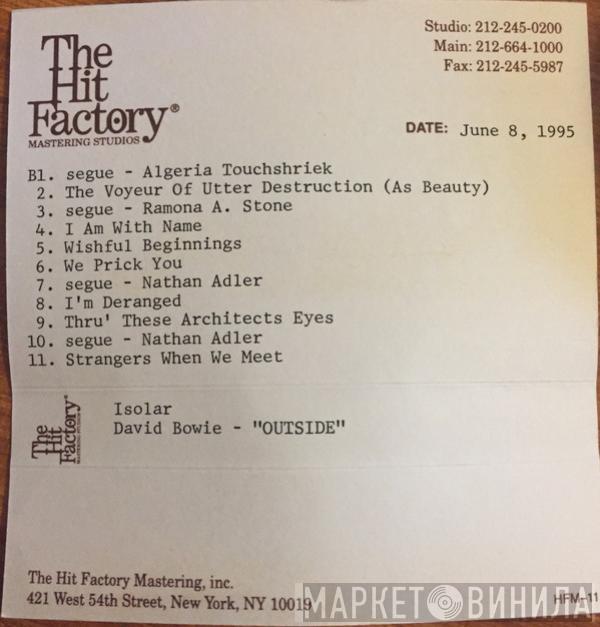 The
Hit
Factory®
MASTERING STUDIOS
Studio: 212-245-0200
Main: 212-664-1000
Fax: 212-245-5987
DATE: June 8, 1995
B1. segue - Algeria Touchshriek
2. The Voyeur Of Utter Destruction (As Beauty)
3. segue - Ramona A. Stone
4. I Am With Name
5. Wishful Beginnings
6. We Prick You
7. segue - Nathan Adler
8. I'm Deranged
9. Thru' These Architects Eyes
10. segue - Nathan Adler
11. Strangers When We Meet
The
Hit
Factory®
MASTERING STUDIOS
Isolar
David Bowie - "OUTSIDE"
The Hit Factory Mastering, inc.
421 West 54th Street, New York, NY 10019
HFM-11
МАРКЕТ ВИНИЛА